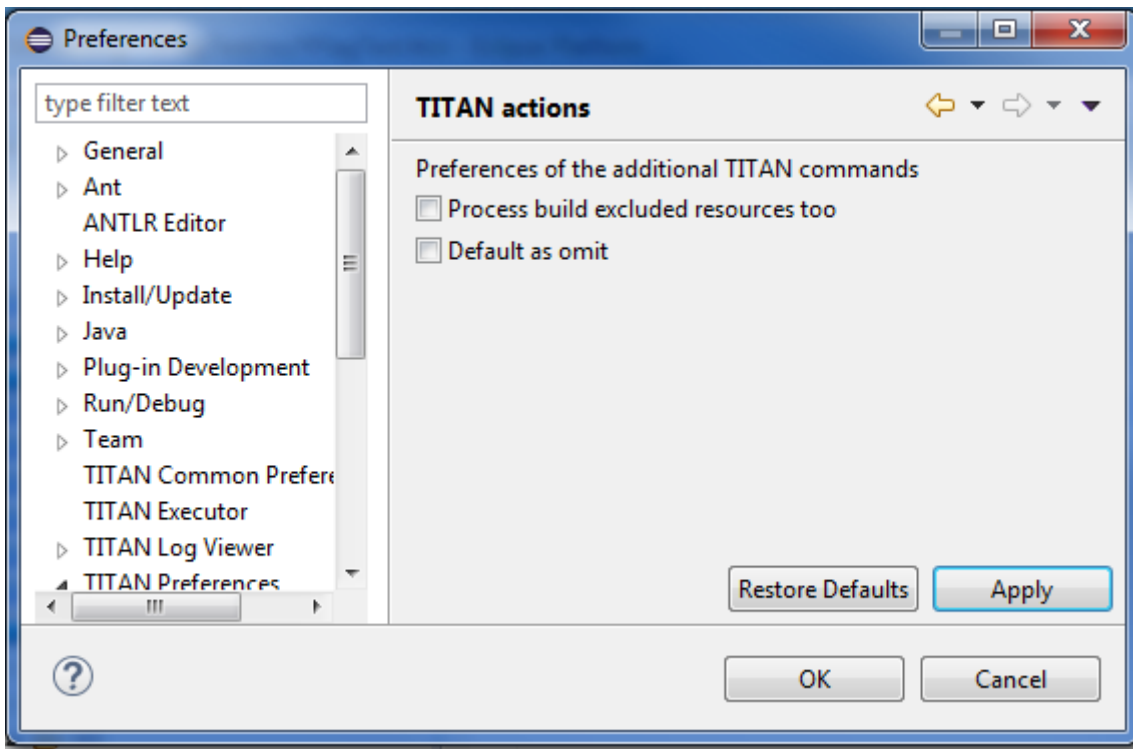 Preferences
type filter text
General
Ant
ANTLR Editor
Help
Install/Update
Java
Plug-in Development
Run/Debug
Team
TITAN Common Prefere
TITAN Executor
TITAN Log Viewer
TITAN Preferences
TITAN actions
Preferences of the additional TITAN commands
Process build excluded resources too
Default as omit
Restore Defaults
Apply
OK
Cancel